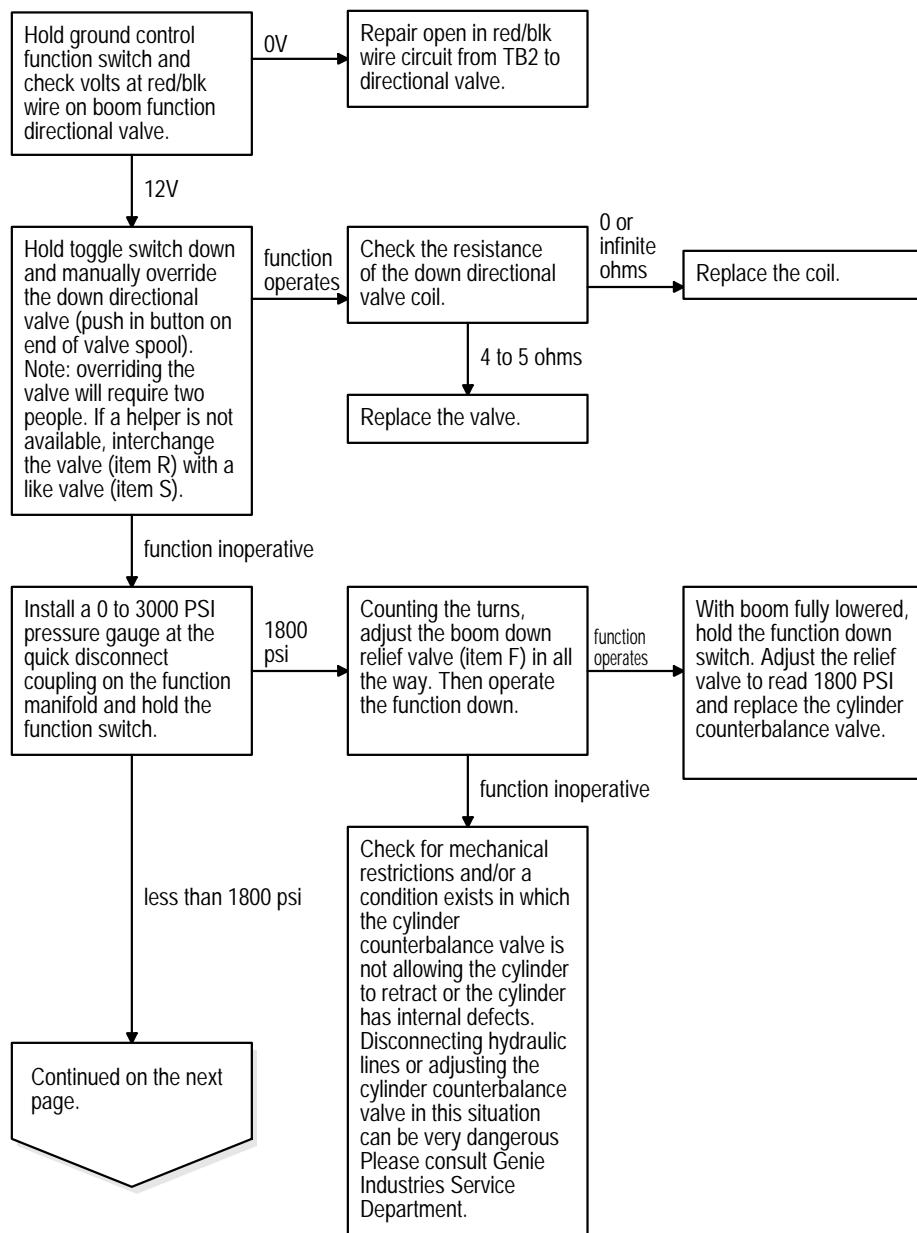 Hold ground control
function switch and
check volts at red/blk
wire on boom function
directional valve.
0V
Repair open in red/blk
wire circuit from TB2 to
directional valve.
12V
Hold toggle switch down
and manually override
the down directional
valve (push in button on
end of valve spool).
Note: overriding the
valve will require two
people. If a helper is not
available, interchange
the valve (item R) with a
like valve (item S).
function
operates
Check the resistance
of the down directional
valve coil.
0 or
infinite
ohms
Replace the coil.
4 to 5 ohms
Replace the valve.
function inoperative
Install a 0 to 3000 PSI
pressure gauge at the
quick disconnect
coupling on the function
manifold and hold the
function switch.
1800
psi
Counting the turns,
adjust the boom down
relief valve (item F) in all
the way. Then operate
the function down.
function
operates
With boom fully lowered,
hold the function down
switch. Adjust the relief
valve to read 1800 PSI
and replace the cylinder
counterbalance valve.
function inoperative
Check for mechanical
restrictions and/or a
condition exists in which
the cylinder
counterbalance valve is
not allowing the cylinder
to retract or the cylinder
has internal defects.
Disconnecting hydraulic
lines or adjusting the
cylinder counterbalance
valve in this situation
can be very dangerous
Please consult Genie
Industries Service
Department.
less than 1800 psi
Continued on the next
page.